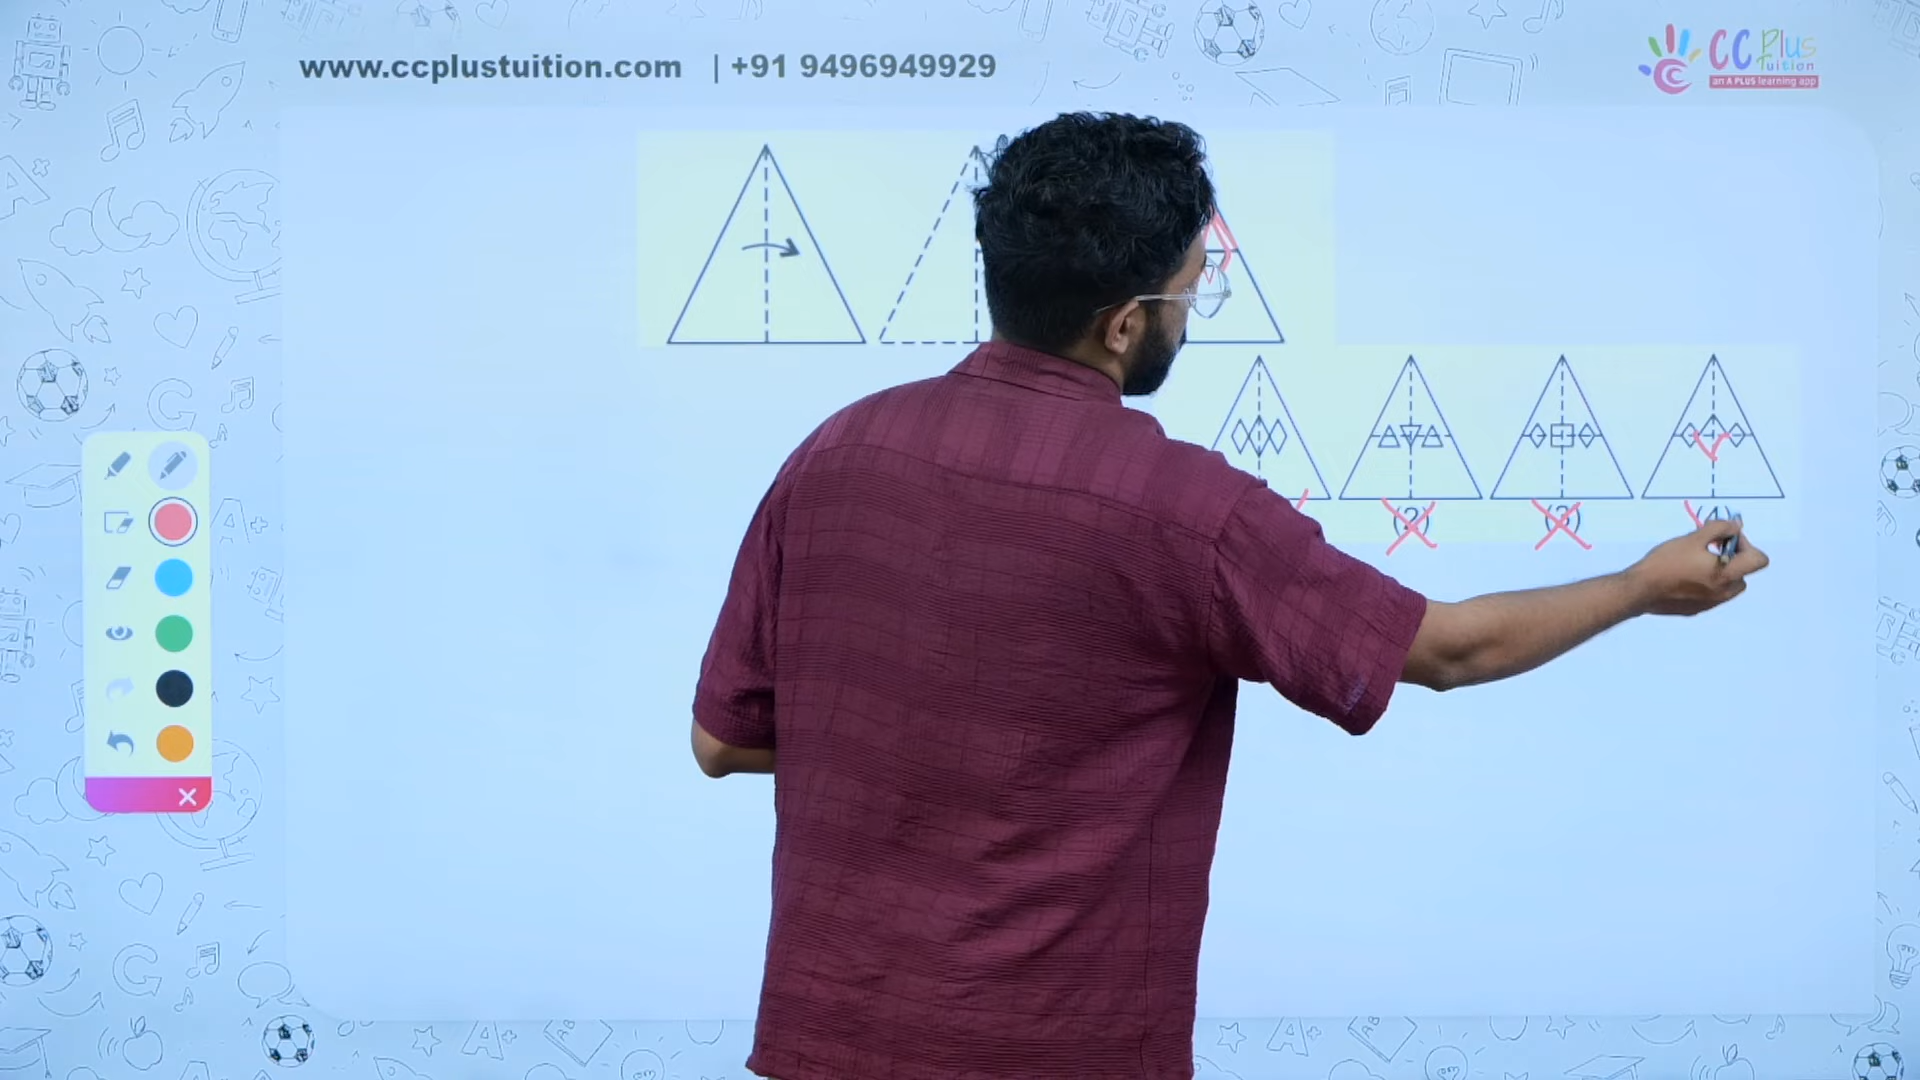 www.ccplustuition.com | +91 9496949929
CC Plus
Tuition
an A PLUS learning app
(2) (3) (4)